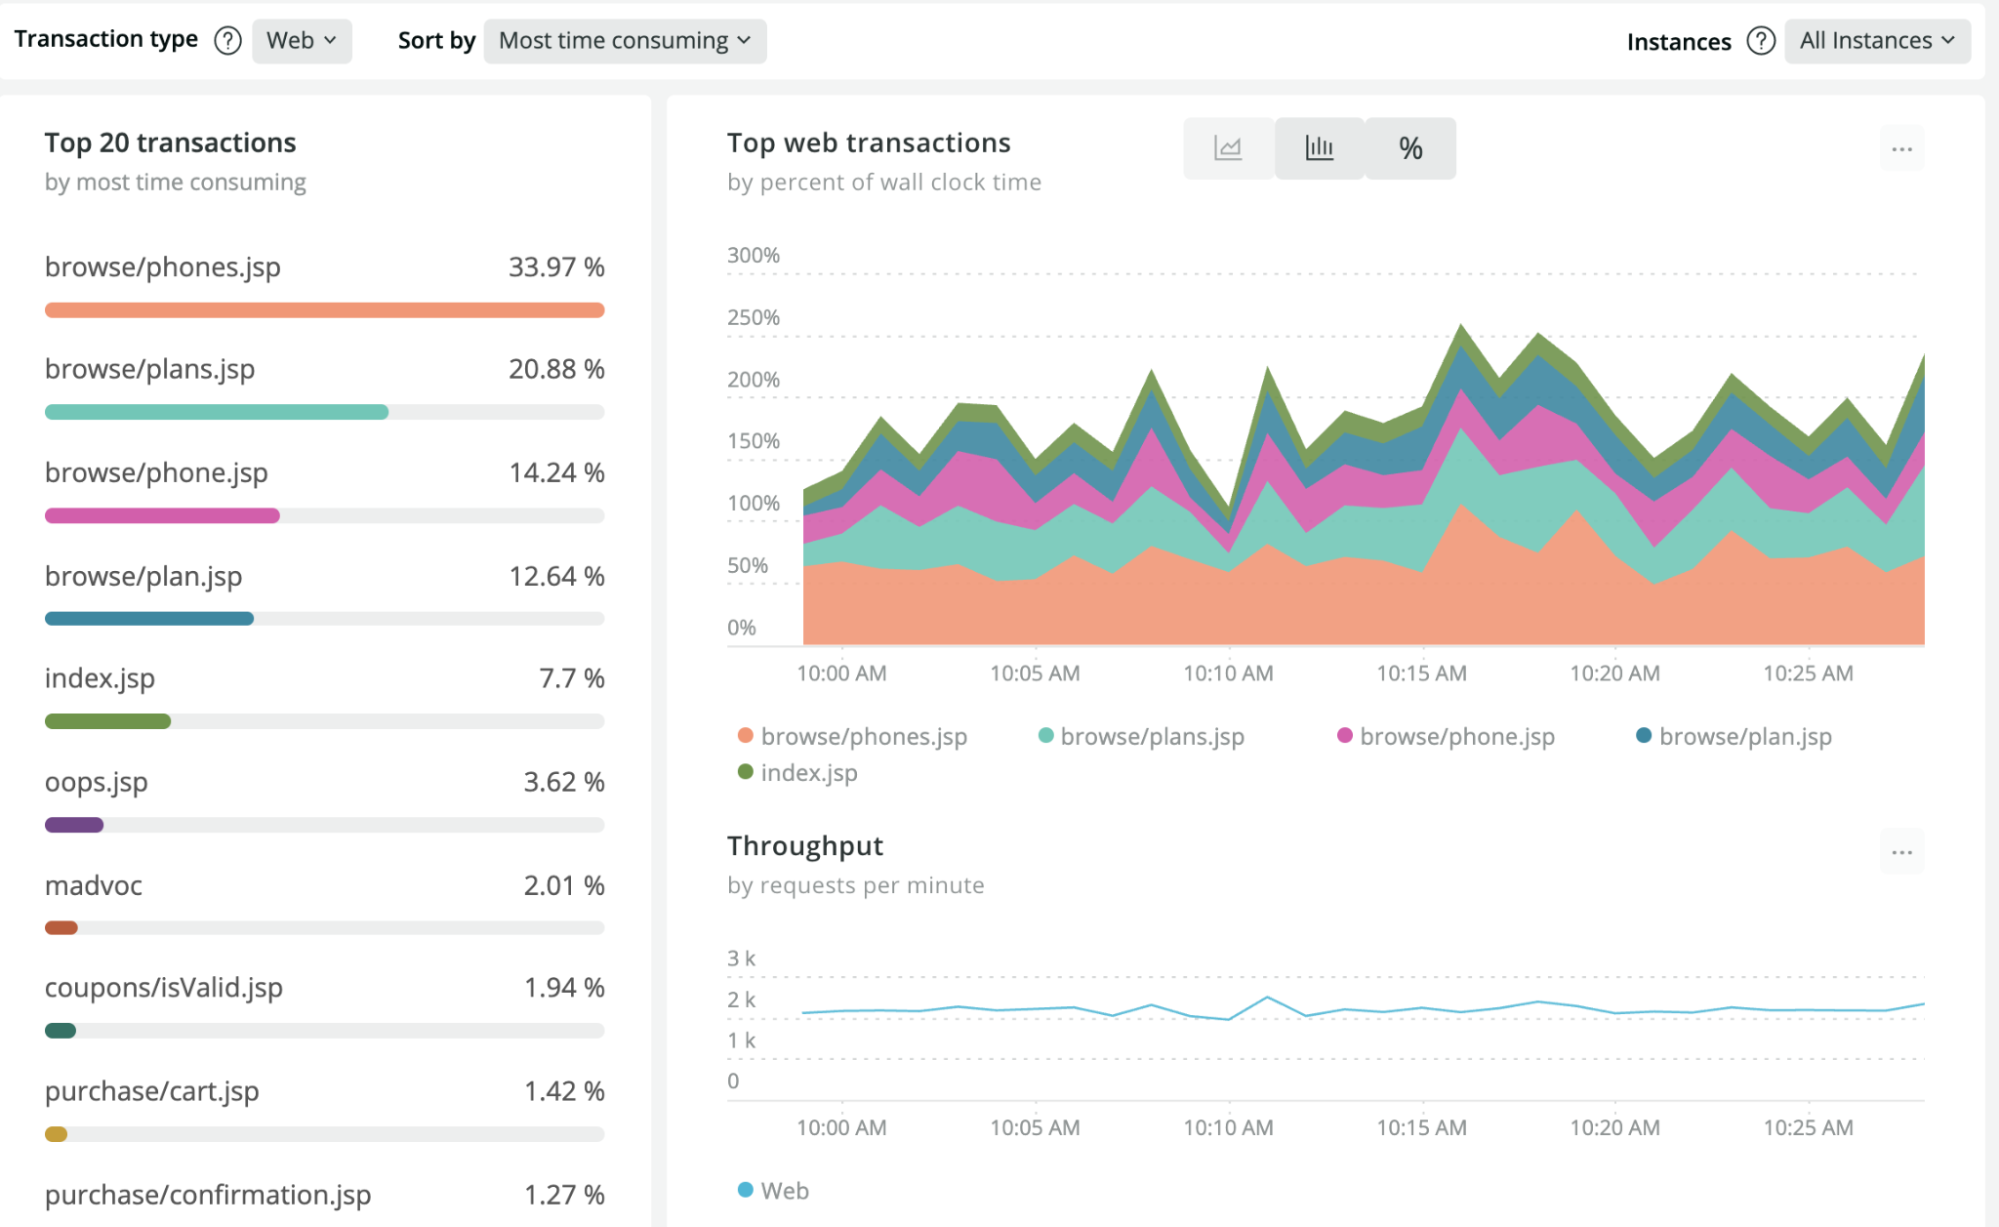 Transaction type ? Web Sort by Most time consuming Instances ? All Instances
Top 20 transactions
by most time consuming
browse/phones.jsp 33.97 %
browse/plans.jsp 20.88 %
browse/phone.jsp 14.24 %
browse/plan.jsp 12.64 %
index.jsp 7.7 %
oops.jsp 3.62 %
madvoc 2.01 %
coupons/isValid.jsp 1.94 %
purchase/cart.jsp 1.42 %
purchase/confirmation.jsp 1.27 %
Top web transactions
by percent of wall clock time
%
...
300%
250%
200%
150%
100%
50%
0%
10:00 AM 10:05 AM 10:10 AM 10:15 AM 10:20 AM 10:25 AM
browse/phones.jsp browse/plans.jsp browse/phone.jsp browse/plan.jsp
index.jsp
Throughput
by requests per minute
...
3 k
2 k
1 k
0
10:00 AM 10:05 AM 10:10 AM 10:15 AM 10:20 AM 10:25 AM
Web